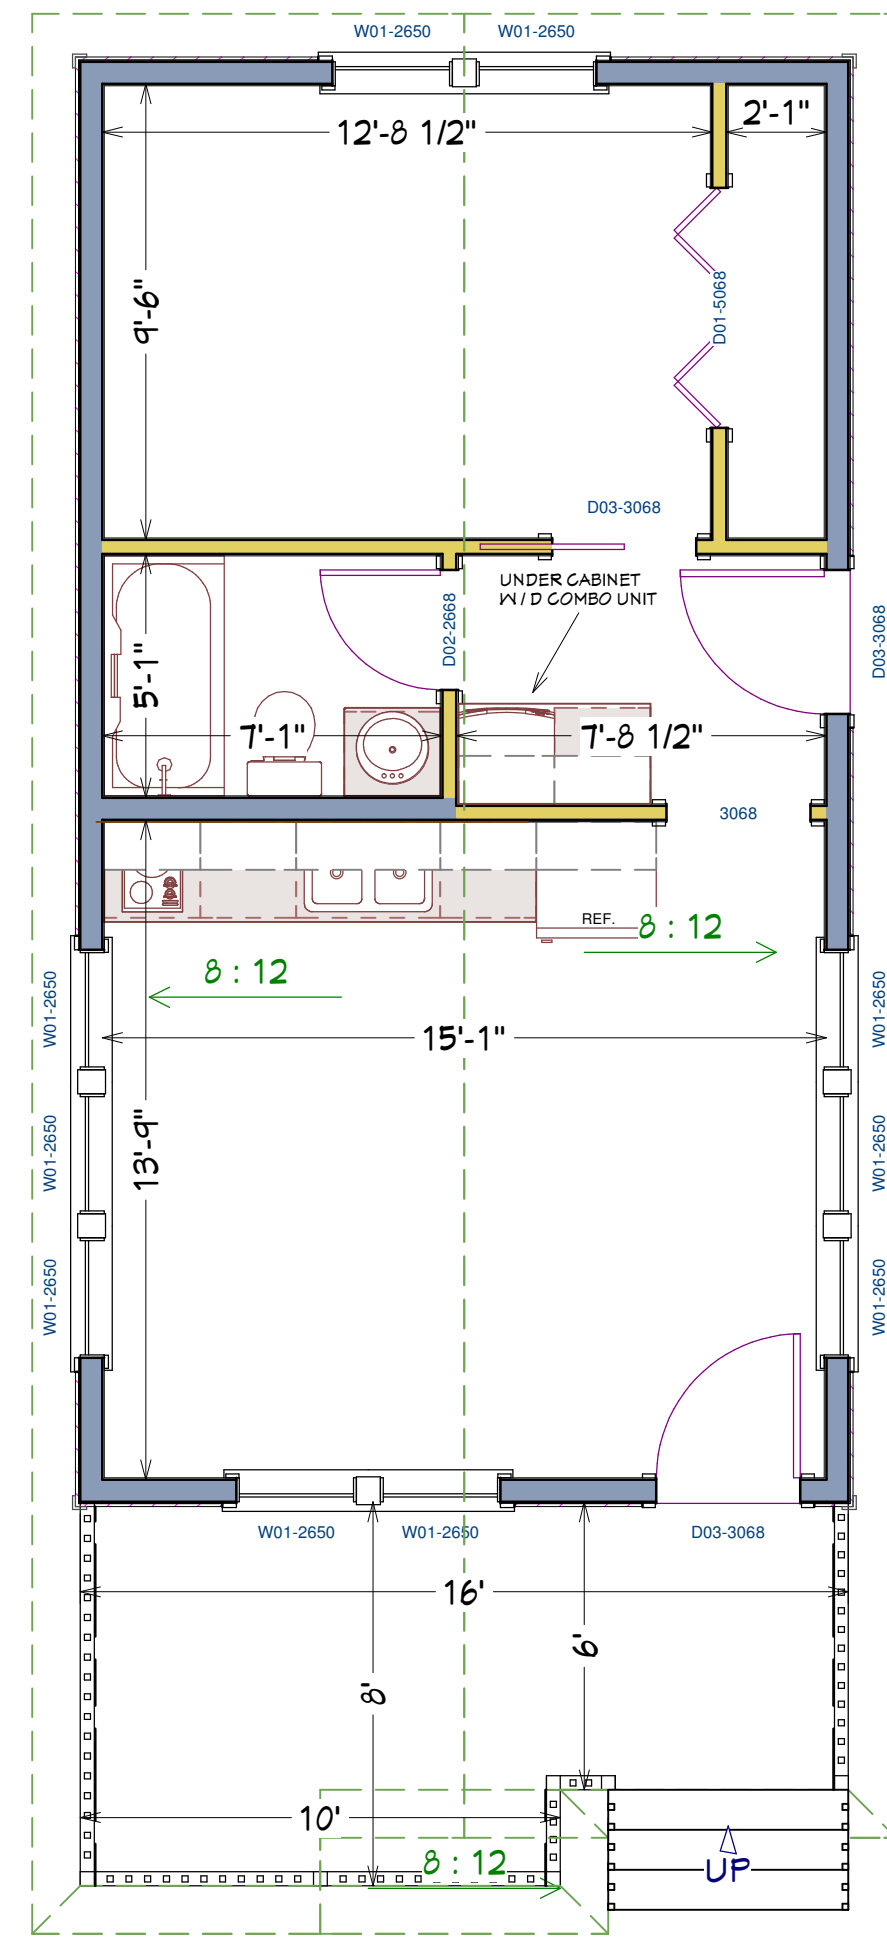 W01-2650 W01-2650
2'-1"
12'-8 1/2"
9'-6"
D01-5068
D03-3068
UNDER CABINET
W / D COMBO UNIT
D02-2668
D03-3068
5'-1"
7'-1"
7'-8 1/2"
3068
REF.
8 : 12
8 : 12
W01-2650
W01-2650
15'-1"
W01-2650
W01-2650
13'-9"
W01-2650
W01-2650
W01-2650 W01-2650 D03-3068
16'
6'
8'
10'
8 : 12
UP